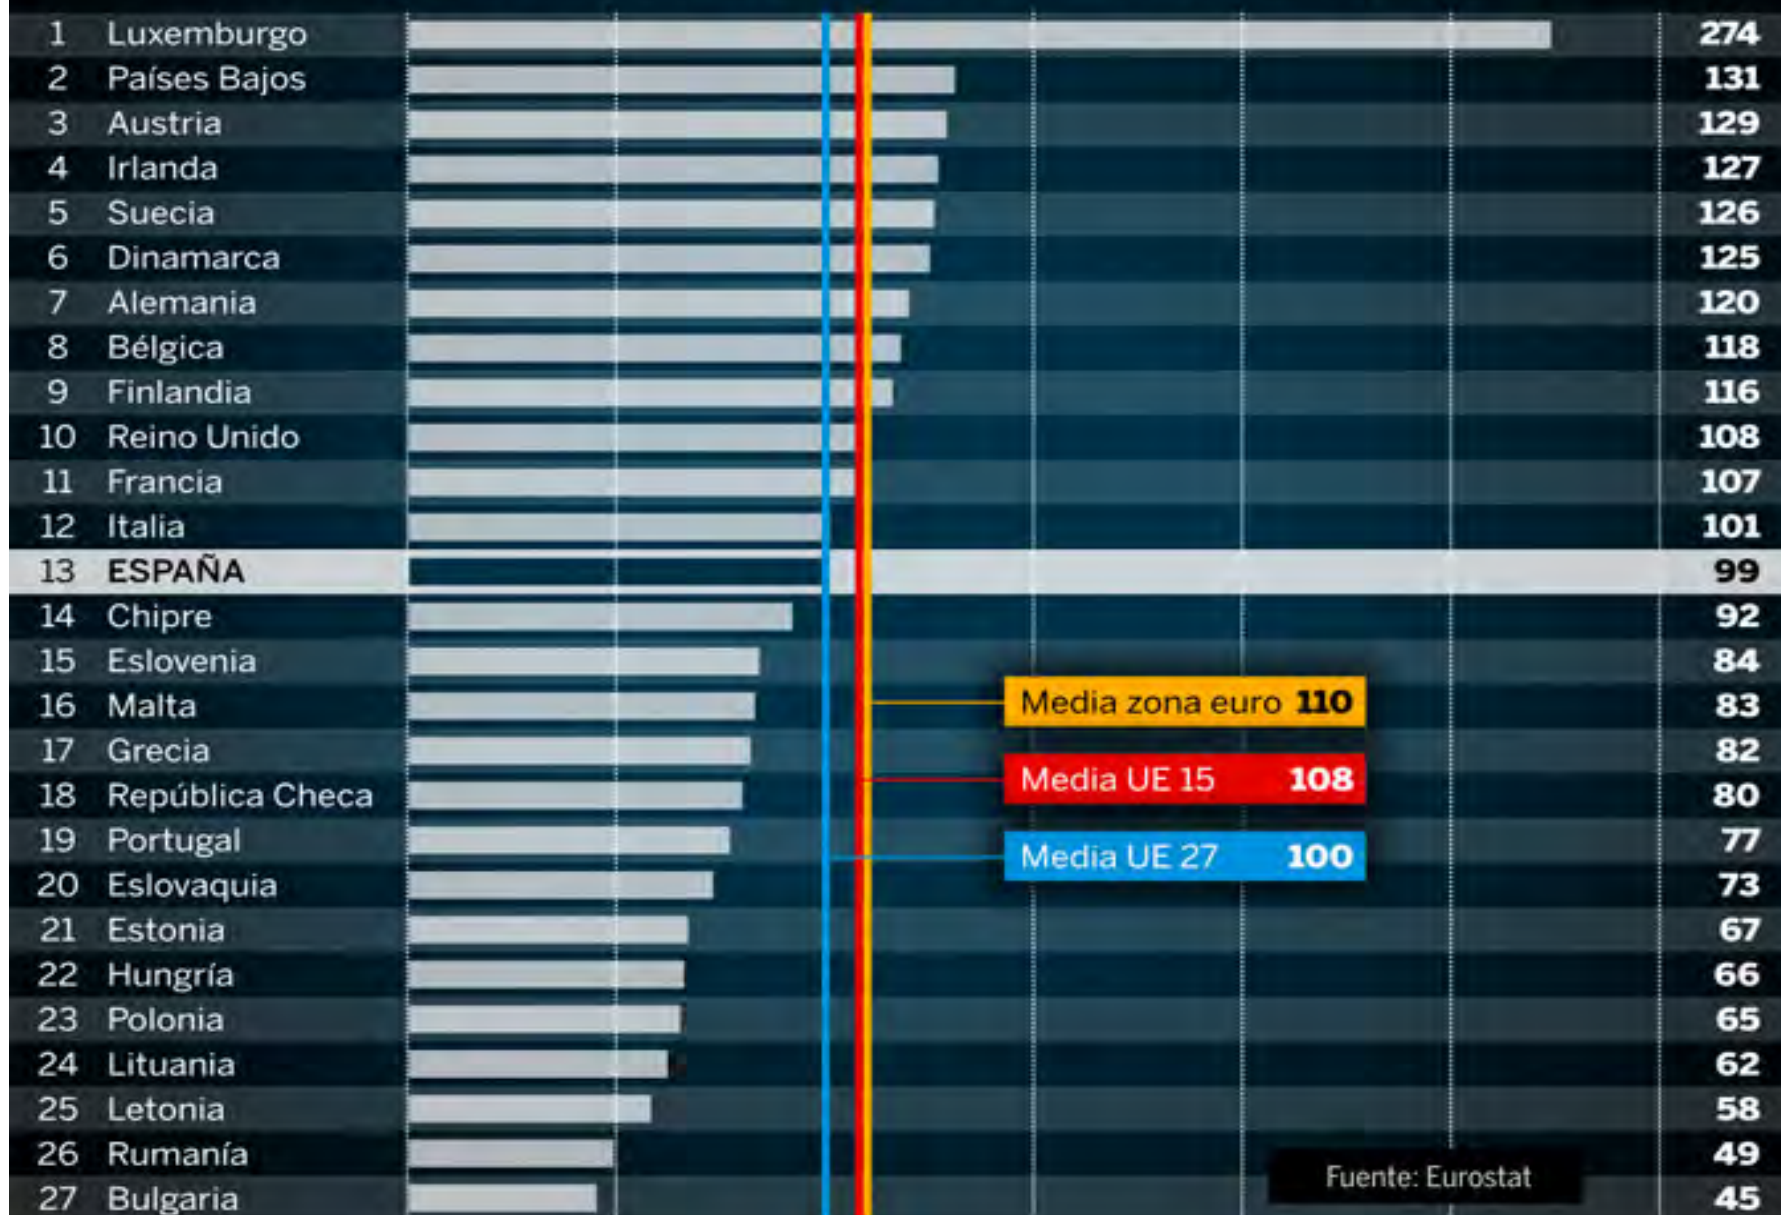 1 Luxemburgo 274
2 Países Bajos 131
3 Austria 129
4 Irlanda 127
5 Suecia 126
6 Dinamarca 125
7 Alemania 120
8 Bélgica 118
9 Finlandia 116
10 Reino Unido 108
11 Francia 107
12 Italia 101
13 ESPAÑA 99
14 Chipre 92
15 Eslovenia 84
16 Malta Media zona euro 110 83
17 Grecia 82
18 República Checa Media UE 15 108 80
19 Portugal 77
20 Eslovaquia Media UE 27 100 73
21 Estonia 67
22 Hungría 66
23 Polonia 65
24 Lituania 62
25 Letonia 58
26 Rumanía 49
Fuente: Eurostat
27 Bulgaria 45